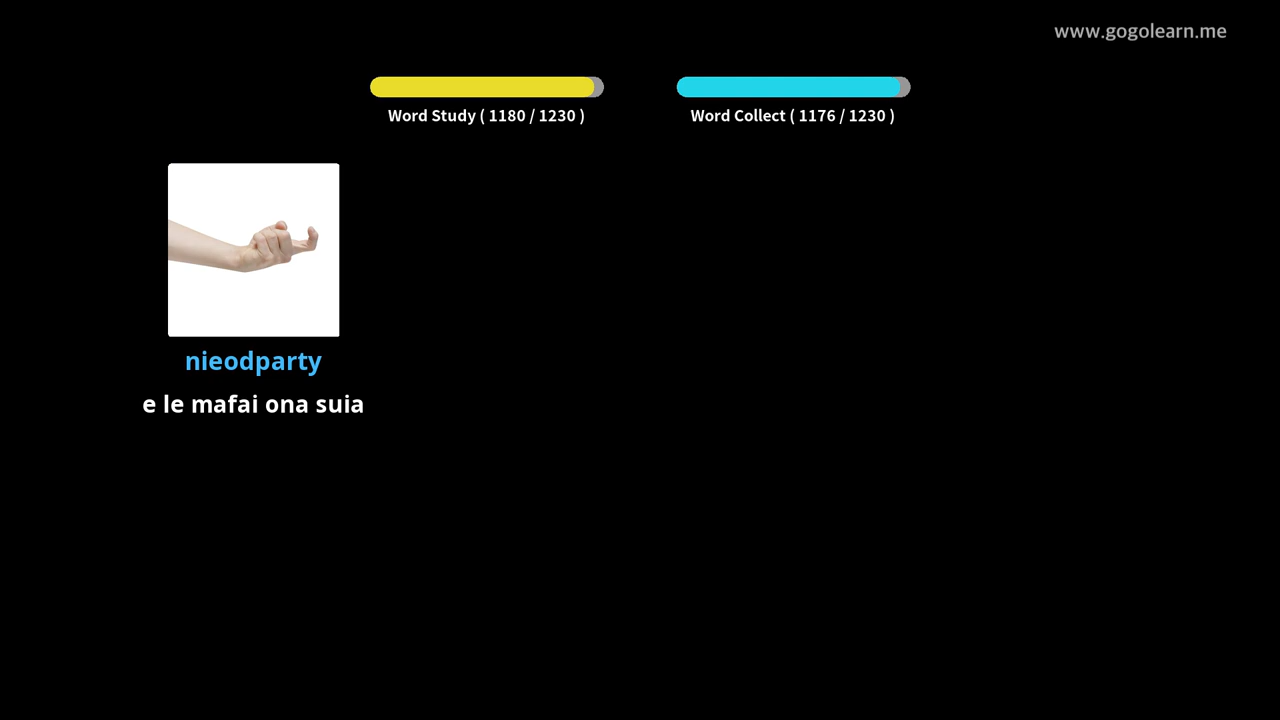 www.gogolearn.me
Word Study ( 1180 / 1230 )
Word Collect ( 1176 / 1230 )
nieodparty
e le mafai ona suia